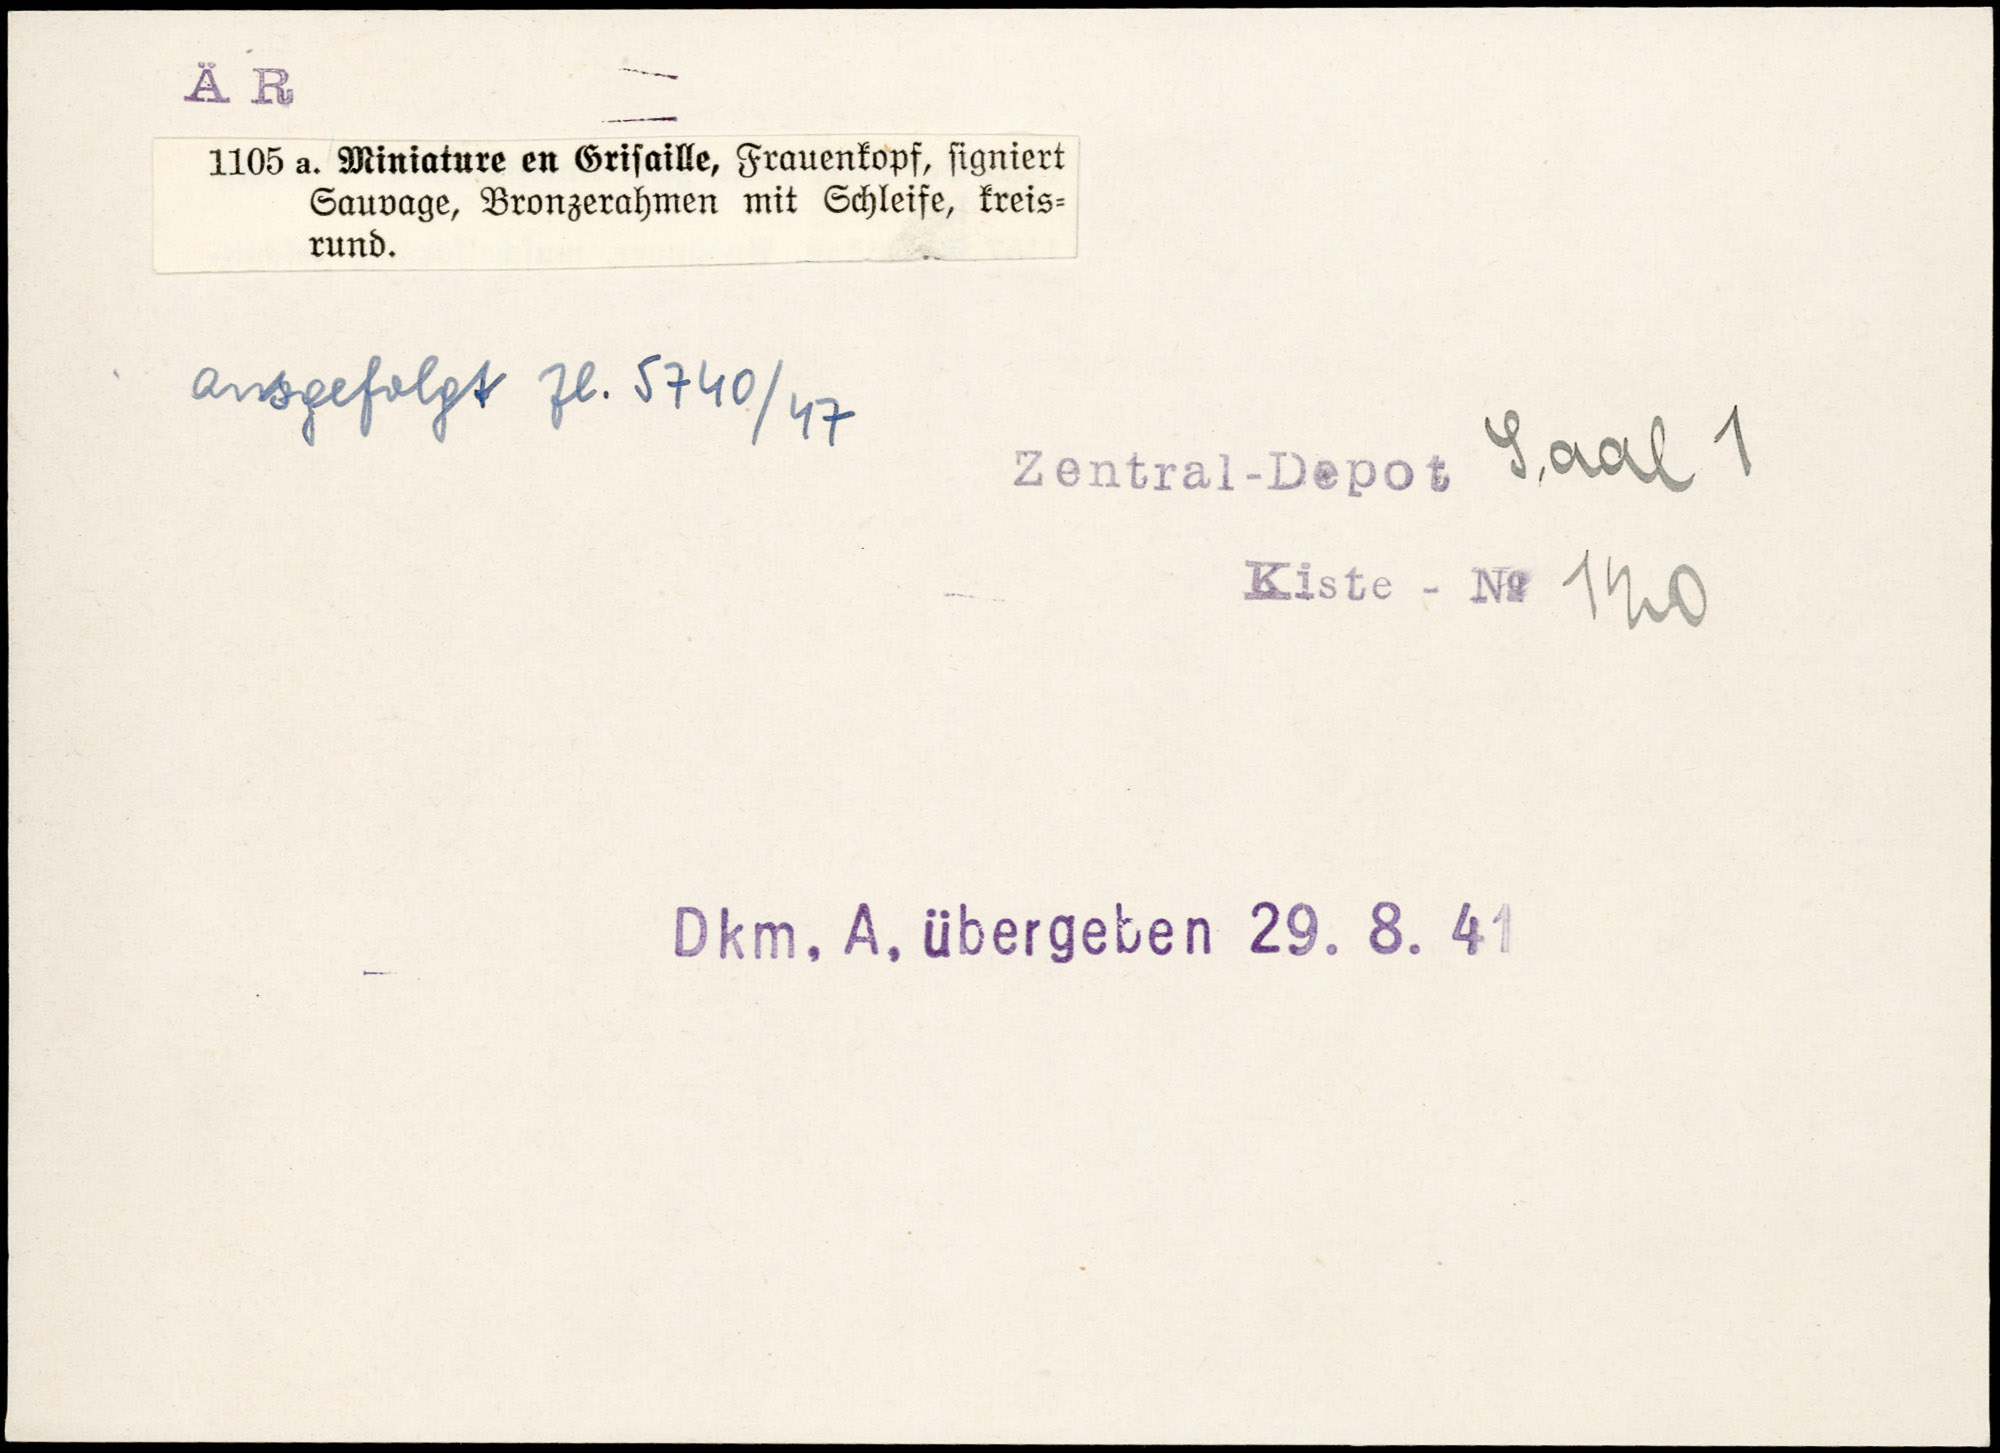 Ä R
1105 a. Miniature en Grisaille, Frauenkopf, signiert
Sauvage, Bronzerahmen mit Schleife, kreis-
rund.
ausgefolgt Zl. 5740/47
Zentral-Depot Saal 1
Kiste - №
Dkm. A. übergeben 29. 8. 41